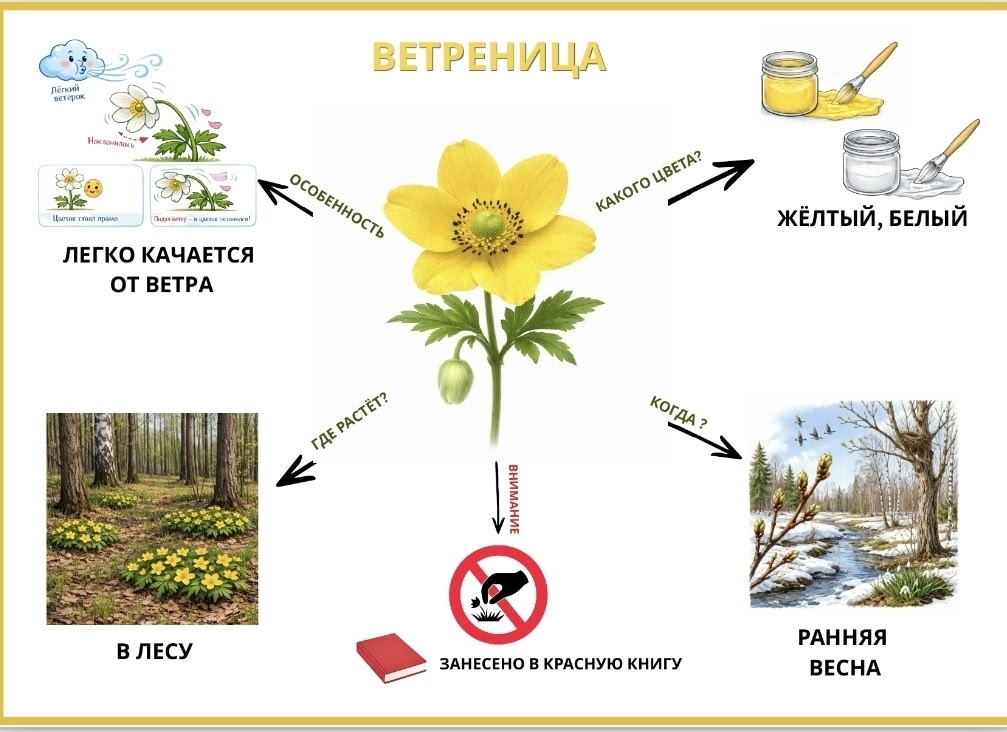 ВЕТРЕНИЦА
Лёгкий
ветерок
Наклонилась
Цветок стоял прямо
Подул ветер – и цветок склонился!
ОСОБЕННОСТЬ
ЛЕГКО КАЧАЕТСЯ
ОТ ВЕТРА
КАКОГО ЦВЕТА?
ЖЁЛТЫЙ, БЕЛЫЙ
ГДЕ РАСТЁТ?
В ЛЕСУ
КОГДА ?
РАННЯЯ
ВЕСНА
ВНИМАНИЕ
ЗАНЕСЕНО В КРАСНУЮ КНИГУ